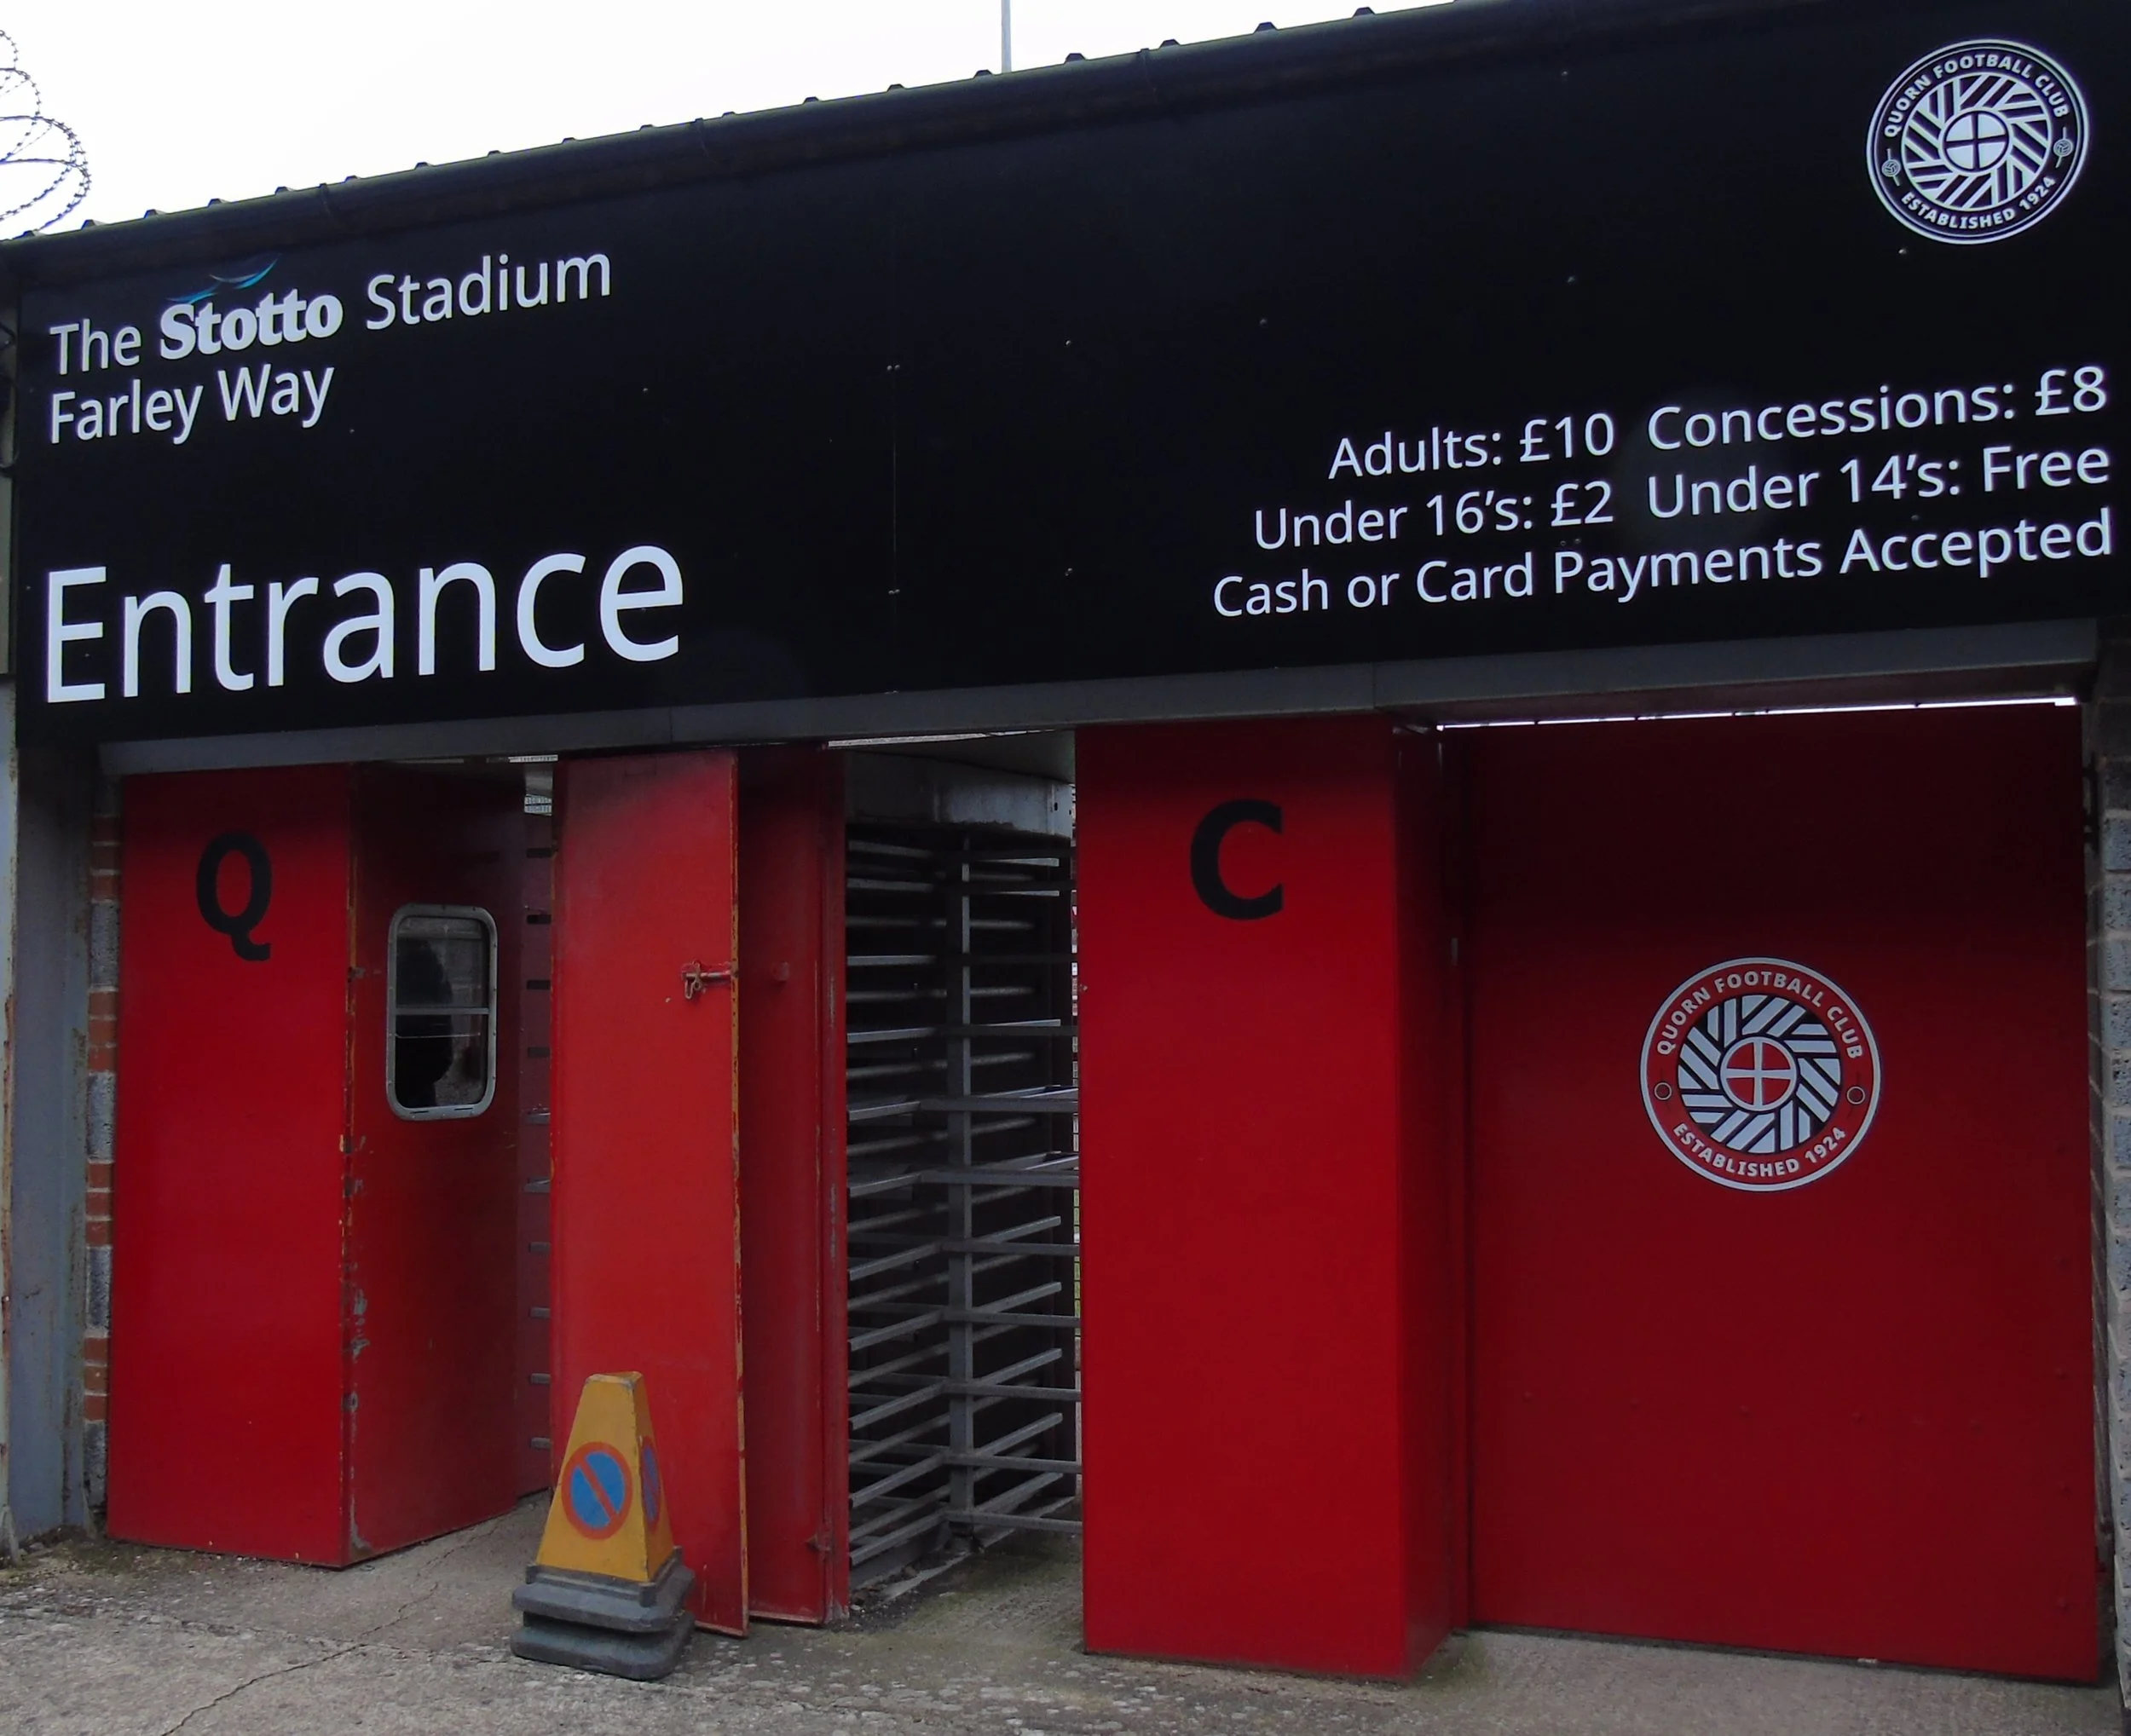 QUORN FOOTBALL CLUB
ESTABLISHED 1924
The Stotto Stadium
Farley Way
Entrance
Adults: £10 Concessions: £8
Under 16’s: £2 Under 14’s: Free
Cash or Card Payments Accepted
Q
C
QUORN FOOTBALL CLUB
ESTABLISHED 1924